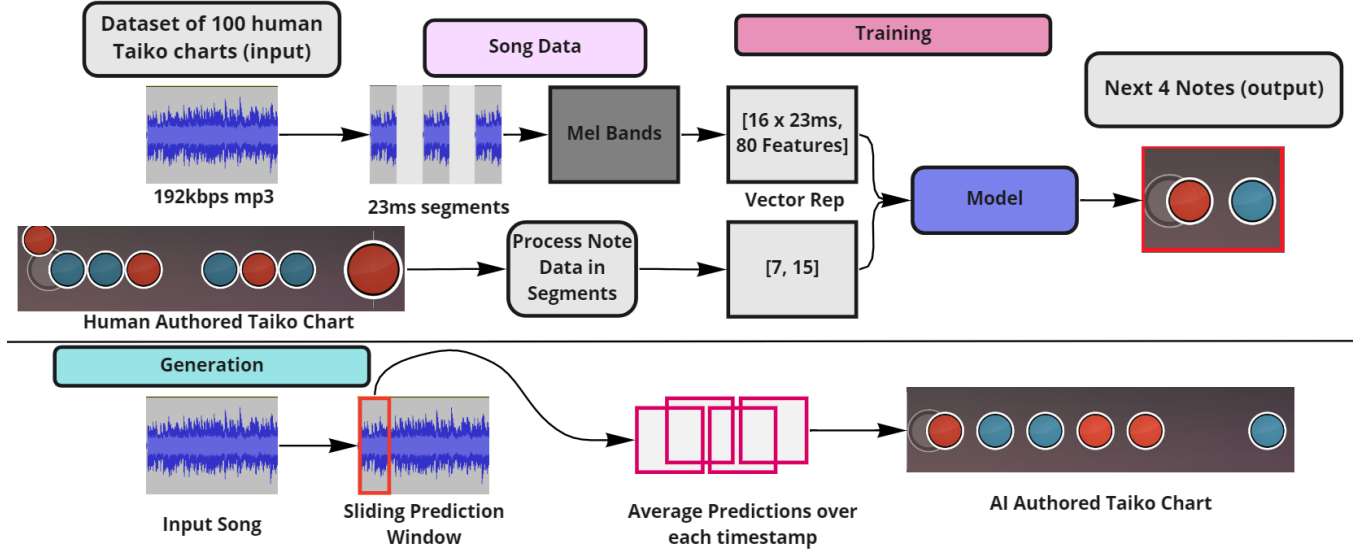 Dataset of 100 human
Taiko charts (input)
Song Data
Training
Next 4 Notes (output)
Mel Bands
[16 x 23ms,
80 Features]
Model
192kbps mp3
23ms segments
Vector Rep
Process Note
Data in
Segments
[7, 15]
Human Authored Taiko Chart
Generation
Input Song
Sliding Prediction
Window
Average Predictions over
each timestamp
AI Authored Taiko Chart